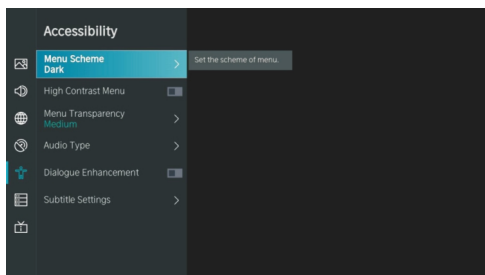 Accessibility
Menu Scheme
Dark
Set the scheme of menu.
High Contrast Menu
Menu Transparency
Medium
Audio Type
Dialogue Enhancement
Subtitle Settings